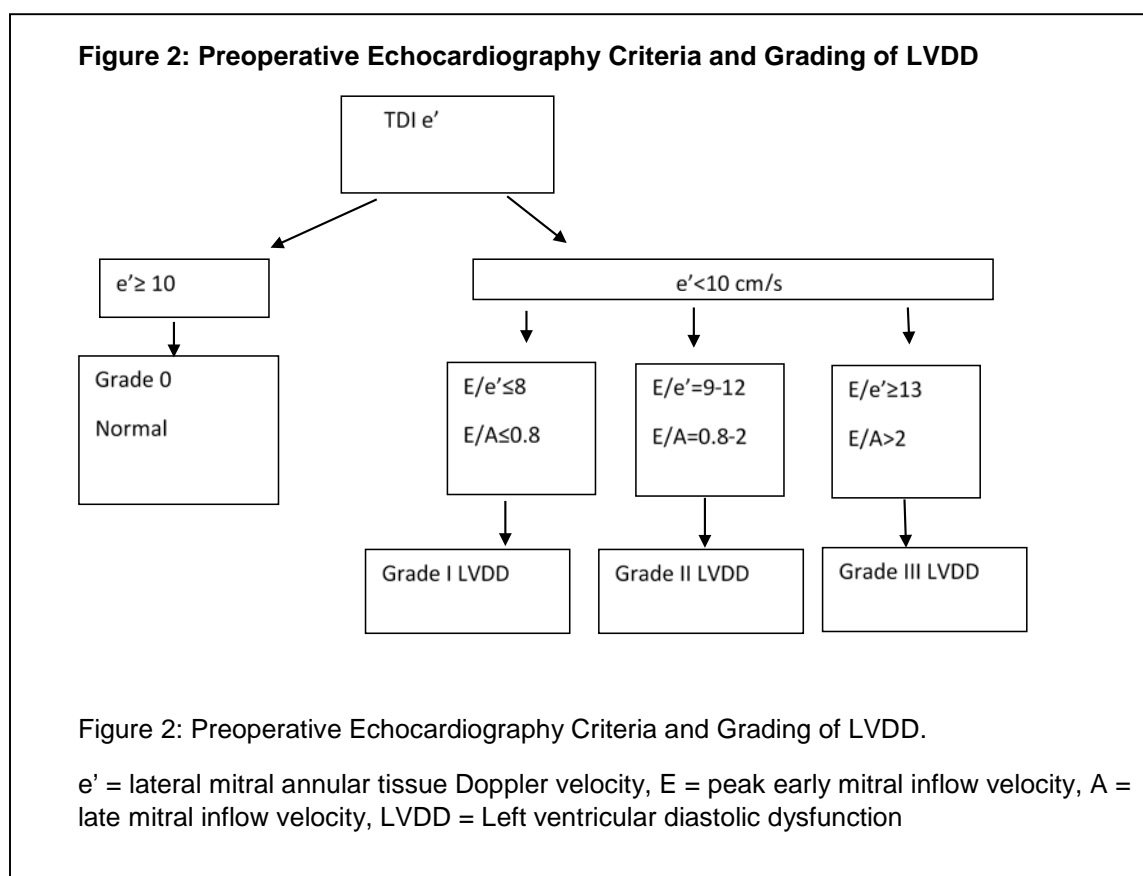 Figure 2: Preoperative Echocardiography Criteria and Grading of LVDD
TDI e’
e’≥ 10
e’<10 cm/s
Grade 0
Normal
E/e’≤8
E/A≤0.8
E/e’=9-12
E/A=0.8-2
E/e’≥13
E/A>2
Grade I LVDD
Grade II LVDD
Grade III LVDD
Figure 2: Preoperative Echocardiography Criteria and Grading of LVDD.
e’ = lateral mitral annular tissue Doppler velocity, E = peak early mitral inflow velocity, A =
late mitral inflow velocity, LVDD = Left ventricular diastolic dysfunction